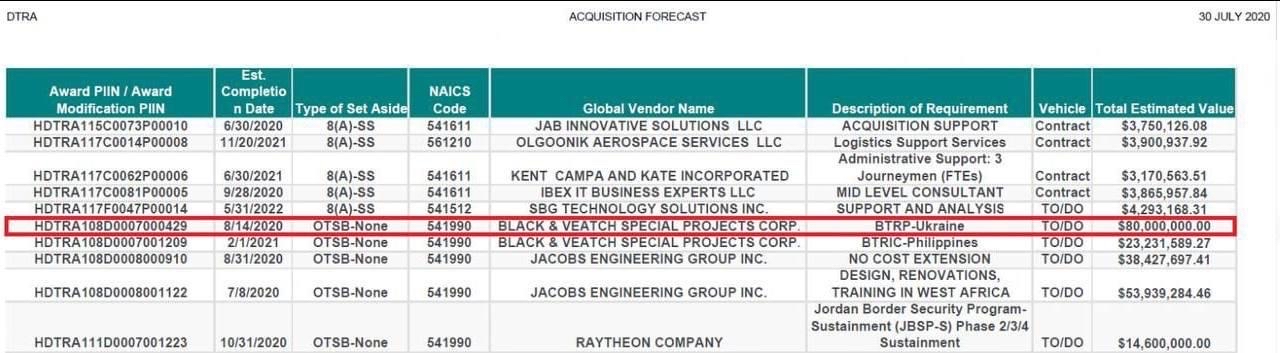 DTRA ACQUISITION FORECAST 30 JULY 2020
Award PIIN / Award Modification PIIN Est. Completio n Date Type of Set Aside NAICS Code Global Vendor Name Description of Requirement Vehicle Total Estimated Value
HDTRA115C0073P00010 6/30/2020 8(A)-SS 541611 JAB INNOVATIVE SOLUTIONS LLC ACQUISITION SUPPORT Contract $3,750,126.08
HDTRA117C0014P00008 11/20/2021 8(A)-SS 561210 OLGOONIK AEROSPACE SERVICES LLC Logistics Support Services Contract $3,900,937.92
HDTRA117C0062P00006 6/30/2021 8(A)-SS 541611 KENT CAMPA AND KATE INCORPORATED Administrative Support: 3 Journeymen (FTEs) Contract $3,170,563.51
HDTRA117C0081P00005 9/28/2020 8(A)-SS 541611 IBEX IT BUSINESS EXPERTS LLC MID LEVEL CONSULTANT Contract $3,865,957.84
HDTRA117F0047P00014 5/31/2022 8(A)-SS 541512 SBG TECHNOLOGY SOLUTIONS INC. SUPPORT AND ANALYSIS TO/DO $4,293,168.31
HDTRA108D0007000429 8/14/2020 OTSB-None 541990 BLACK & VEATCH SPECIAL PROJECTS CORP. BTRP-Ukraine TO/DO $80,000,000.00
HDTRA108D0007001209 2/1/2021 OTSB-None 541990 BLACK & VEATCH SPECIAL PROJECTS CORP. BTRIC-Philippines TO/DO $23,231,589.27
HDTRA108D0008000910 8/31/2020 OTSB-None 541990 JACOBS ENGINEERING GROUP INC. NO COST EXTENSION TO/DO $38,427,697.41
HDTRA108D0008001122 7/8/2020 OTSB-None 541990 JACOBS ENGINEERING GROUP INC. DESIGN, RENOVATIONS, TRAINING IN WEST AFRICA TO/DO $53,939,284.46
HDTRA111D0007001223 10/31/2020 OTSB-None 541990 RAYTHEON COMPANY Jordan Border Security Program- Sustainment (JBSP-S) Phase 2/3/4 Sustainment TO/DO $14,600,000.00